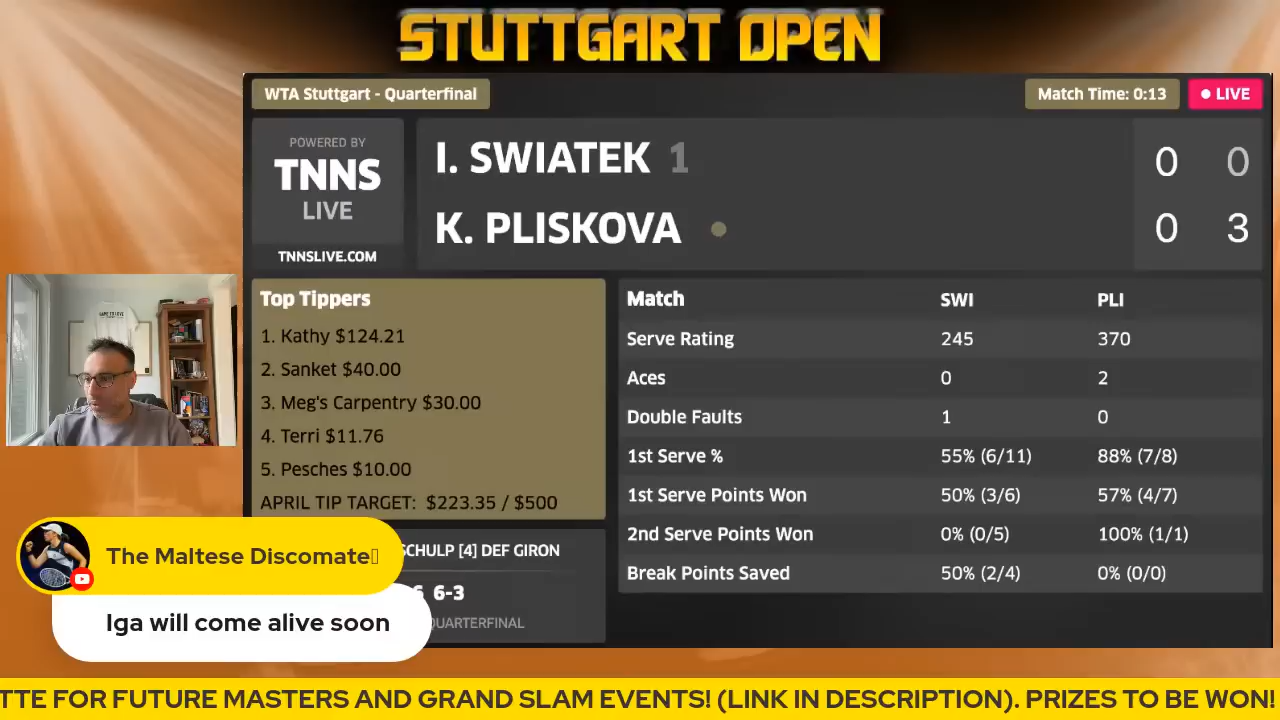 STUTTGART OPEN
WTA Stuttgart - Quarterfinal
Match Time: 0:13
LIVE
POWERED BY
TNNS
LIVE
TNNSLIVE.COM
I. SWIATEK 1 0 0
K. PLISKOVA 0 3
Top Tippers
1. Kathy $124.21
2. Sanket $40.00
3. Meg's Carpentry $30.00
4. Terri $11.76
5. Pesches $10.00
APRIL TIP TARGET: $223.35 / $500
Match SWI PLI
Serve Rating 245 370
Aces 0 2
Double Faults 1 0
1st Serve % 55% (6/11) 88% (7/8)
1st Serve Points Won 50% (3/6) 57% (4/7)
2nd Serve Points Won 0% (0/5) 100% (1/1)
Break Points Saved 50% (2/4) 0% (0/0)
SCHULP [4] DEF GIRON
6-3
UARTERFINAL
The Maltese Discomate
Iga will come alive soon
TTE FOR FUTURE MASTERS AND GRAND SLAM EVENTS! (LINK IN DESCRIPTION). PRIZES TO BE WON!